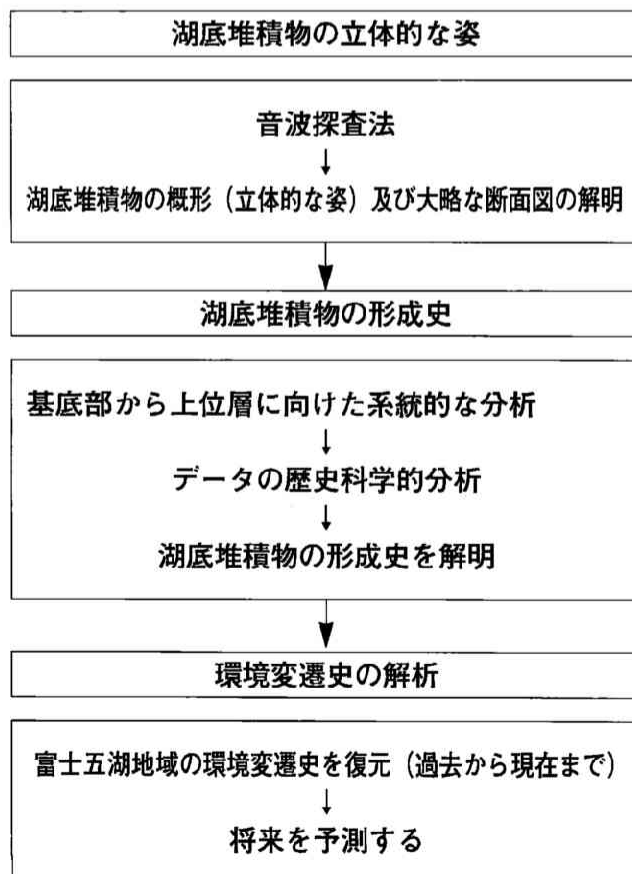 湖底堆積物の立体的な姿
音波探査法
↓
湖底堆積物の概形（立体的な姿）及び大略な断面図の解明
湖底堆積物の形成史
基底部から上位層に向けた系統的な分析
↓
データの歴史科学的分析
↓
湖底堆積物の形成史を解明
環境変遷史の解析
富士五湖地域の環境変遷史を復元（過去から現在まで）
↓
将来を予測する